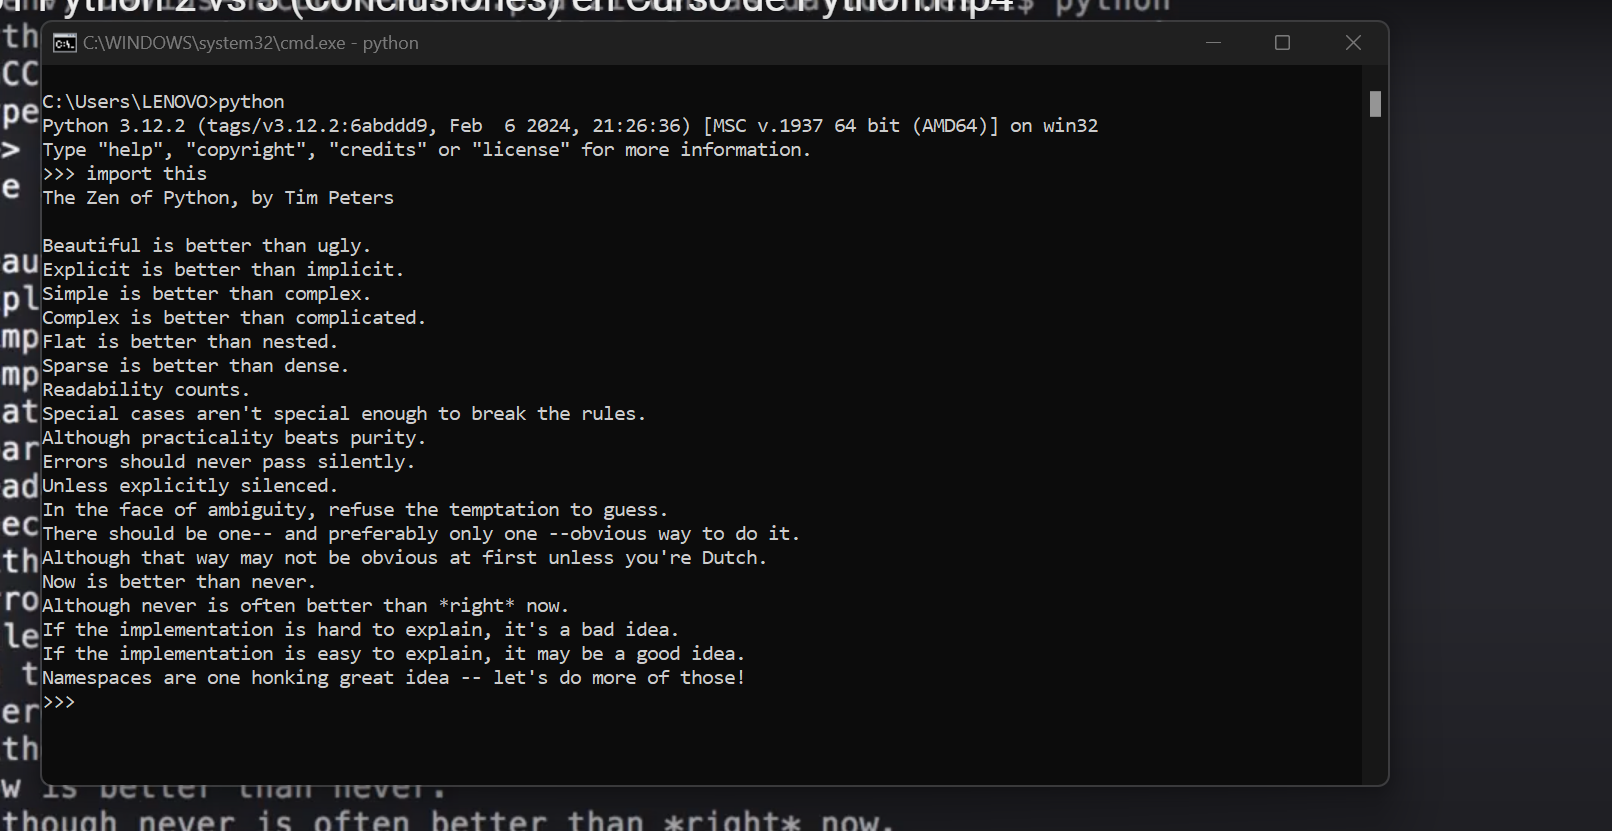 Python 2 vs 3 (Conclusiones) en Curso de Python.mp4
$ python
C:\WINDOWS\system32\cmd.exe - python
C:\Users\LENOVO>python
Python 3.12.2 (tags/v3.12.2:6abddd9, Feb  6 2024, 21:26:36) [MSC v.1937 64 bit (AMD64)] on win32
Type "help", "copyright", "credits" or "license" for more information.
>>> import this
The Zen of Python, by Tim Peters
Beautiful is better than ugly.
Explicit is better than implicit.
Simple is better than complex.
Complex is better than complicated.
Flat is better than nested.
Sparse is better than dense.
Readability counts.
Special cases aren't special enough to break the rules.
Although practicality beats purity.
Errors should never pass silently.
Unless explicitly silenced.
In the face of ambiguity, refuse the temptation to guess.
There should be one-- and preferably only one --obvious way to do it.
Although that way may not be obvious at first unless you're Dutch.
Now is better than never.
Although never is often better than *right* now.
If the implementation is hard to explain, it's a bad idea.
If the implementation is easy to explain, it may be a good idea.
Namespaces are one honking great idea -- let's do more of those!
>>>
w is better than never.
though never is often better than *right* now.